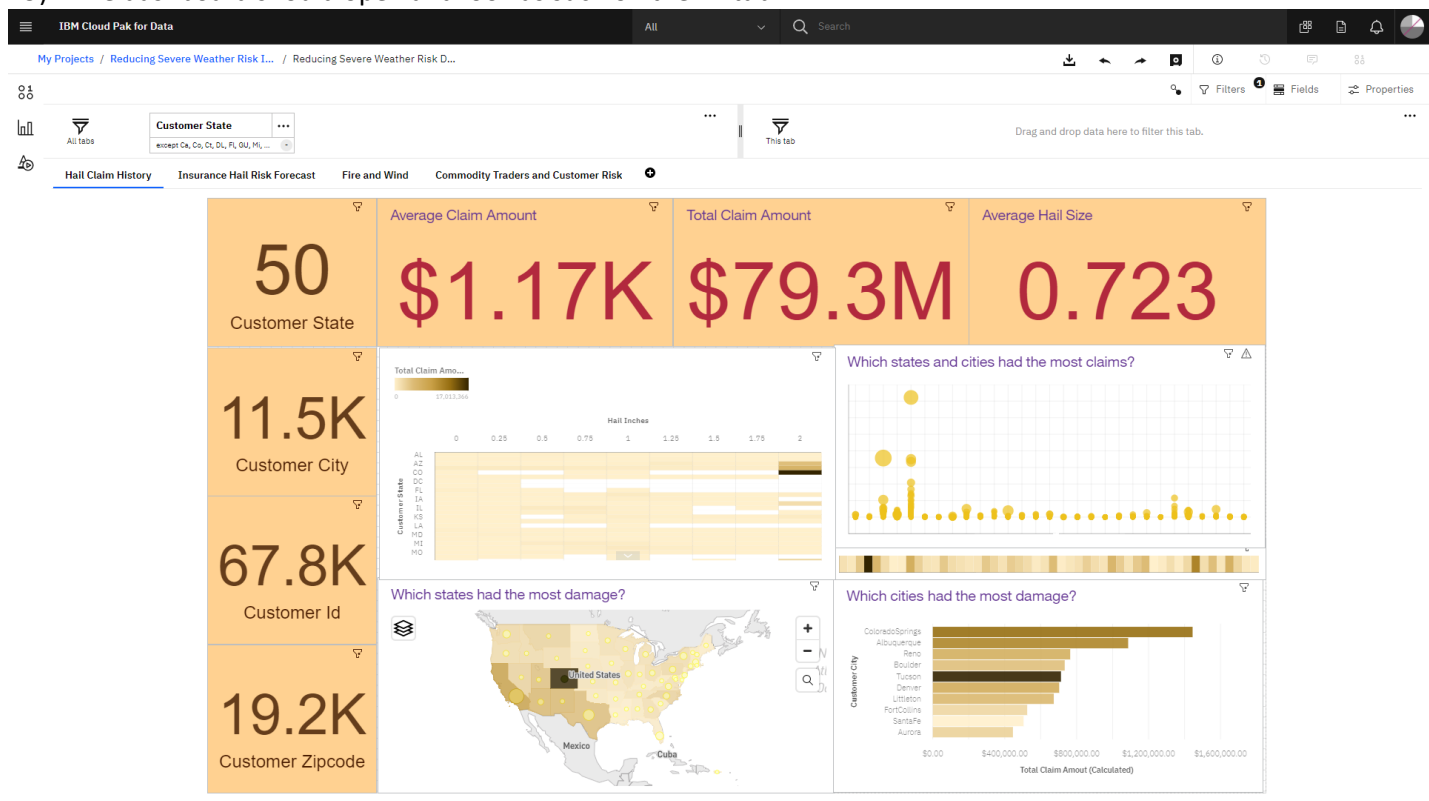 IBM Cloud Pak for Data
All
Search
My Projects / Reducing Severe Weather Risk I... / Reducing Severe Weather Risk D...
Filters 1
Fields
Properties
All tabs
Customer State
except Ca, Co, Ct, DL, Fl, GU, Mi, ...
This tab
Drag and drop data here to filter this tab.
Hail Claim History
Insurance Hail Risk Forecast
Fire and Wind
Commodity Traders and Customer Risk
50
Customer State
Average Claim Amount
$1.17K
Total Claim Amount
$79.3M
Average Hail Size
0.723
11.5K
Customer City
67.8K
Customer Id
19.2K
Customer Zipcode
Total Claim Amo...
0 17,013,366
Hail Inches
0 0.25 0.5 0.75 1 1.25 1.5 1.75 2
Customer State
AL
AZ
CO
DC
FL
IA
IL
KS
LA
MD
MI
MO
Which states and cities had the most claims?
Which states had the most damage?
United States
Mexico
Cuba
Which cities had the most damage?
Customer City
ColoradoSprings
Albuquerque
Reno
Boulder
Tucson
Denver
Littleton
FortCollins
SantaFe
Aurora
$0.00 $400,000.00 $800,000.00 $1,200,000.00 $1,600,000.00
Total Claim Amout (Calculated)